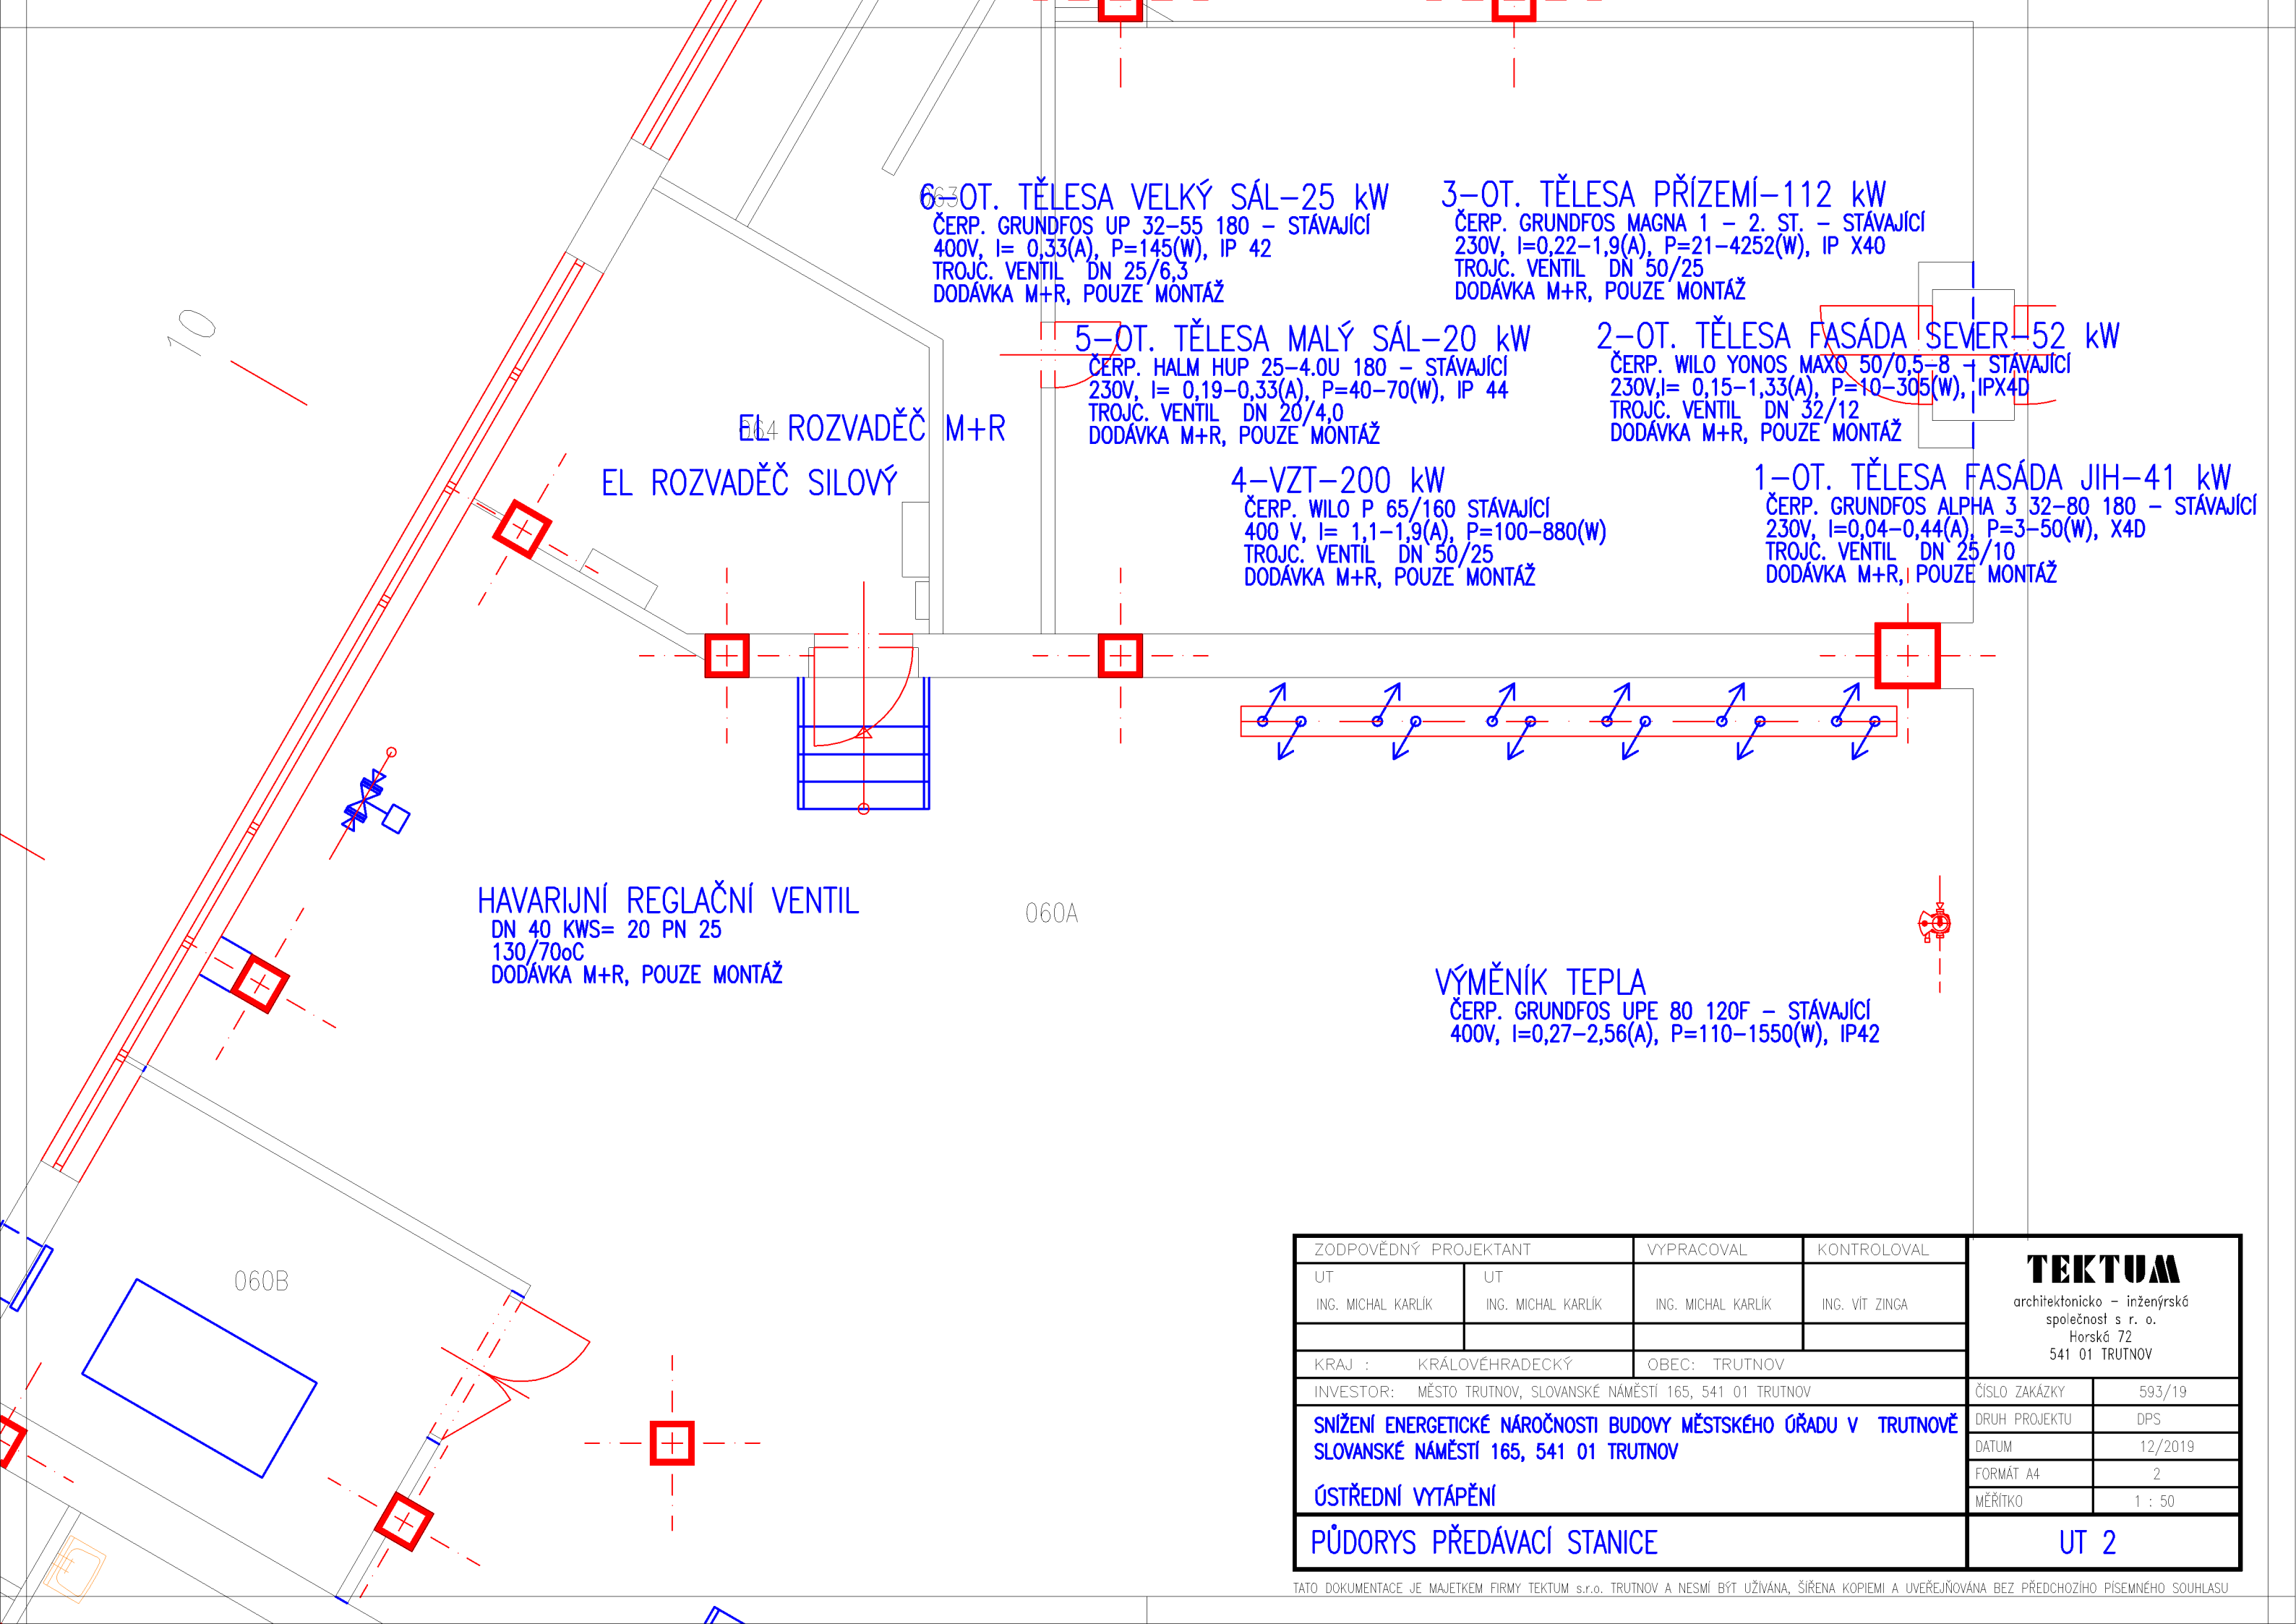 063
6-OT. TĚLESA VELKÝ SÁL-25 kW
ČERP. GRUNDFOS UP 32-55 180 - STÁVAJÍCÍ
400V, I= 0,33(A), P=145(W), IP 42
TROJC. VENTIL DN 25/6,3
DODÁVKA M+R, POUZE MONTÁŽ
3-OT. TĚLESA PŘÍZEMÍ-112 kW
ČERP. GRUNDFOS MAGNA 1 - 2. ST. - STÁVAJÍCÍ
230V, I=0,22-1,9(A), P=21-4252(W), IP X40
TROJC. VENTIL DN 50/25
DODÁVKA M+R, POUZE MONTÁŽ
10
5-OT. TĚLESA MALÝ SÁL-20 kW
ČERP. HALM HUP 25-4.0U 180 - STÁVAJÍCÍ
230V, I= 0,19-0,33(A), P=40-70(W), IP 44
TROJC. VENTIL DN 20/4,0
DODÁVKA M+R, POUZE MONTÁŽ
2-OT. TĚLESA FASÁDA SEVER-52 kW
ČERP. WILO YONOS MAXO 50/0,5-8 - STÁVAJÍCÍ
230V,I= 0,15-1,33(A), P=10-305(W), IPX4D
TROJC. VENTIL DN 32/12
DODÁVKA M+R, POUZE MONTÁŽ
064
EL ROZVADĚČ M+R
EL ROZVADĚČ SILOVÝ
4-VZT-200 kW
ČERP. WILO P 65/160 STÁVAJÍCÍ
400 V, I= 1,1-1,9(A), P=100-880(W)
TROJC. VENTIL DN 50/25
DODÁVKA M+R, POUZE MONTÁŽ
1-OT. TĚLESA FASÁDA JIH-41 kW
ČERP. GRUNDFOS ALPHA 3 32-80 180 - STÁVAJÍCÍ
230V, I=0,04-0,44(A), P=3-50(W), X4D
TROJC. VENTIL DN 25/10
DODÁVKA M+R, POUZE MONTÁŽ
HAVARIJNÍ REGLAČNÍ VENTIL
DN 40 KWS= 20 PN 25
130/70oC
DODÁVKA M+R, POUZE MONTÁŽ
060A
VÝMĚNÍK TEPLA
ČERP. GRUNDFOS UPE 80 120F - STÁVAJÍCÍ
400V, I=0,27-2,56(A), P=110-1550(W), IP42
060B
ZODPOVĚDNÝ PROJEKTANT VYPRACOVAL KONTROLOVAL
UT UT
ING. MICHAL KARLÍK ING. MICHAL KARLÍK ING. MICHAL KARLÍK ING. VÍT ZINGA
KRAJ : KRÁLOVÉHRADECKÝ OBEC: TRUTNOV
INVESTOR: MĚSTO TRUTNOV, SLOVANSKÉ NÁMĚSTÍ 165, 541 01 TRUTNOV
SNÍŽENÍ ENERGETICKÉ NÁROČNOSTI BUDOVY MĚSTSKÉHO ÚŘADU V TRUTNOVĚ
SLOVANSKÉ NÁMĚSTÍ 165, 541 01 TRUTNOV
ÚSTŘEDNÍ VYTÁPĚNÍ
PŮDORYS PŘEDÁVACÍ STANICE
TEKTUM
architektonicko - inženýrská
společnost s r. o.
Horská 72
541 01 TRUTNOV
ČÍSLO ZAKÁZKY 593/19
DRUH PROJEKTU DPS
DATUM 12/2019
FORMÁT A4 2
MĚŘÍTKO 1 : 50
UT 2
TATO DOKUMENTACE JE MAJETKEM FIRMY TEKTUM s.r.o. TRUTNOV A NESMÍ BÝT UŽÍVÁNA, ŠÍŘENA KOPIEMI A UVEŘEJŇOVÁNA BEZ PŘEDCHOZÍHO PÍSEMNÉHO SOUHLASU